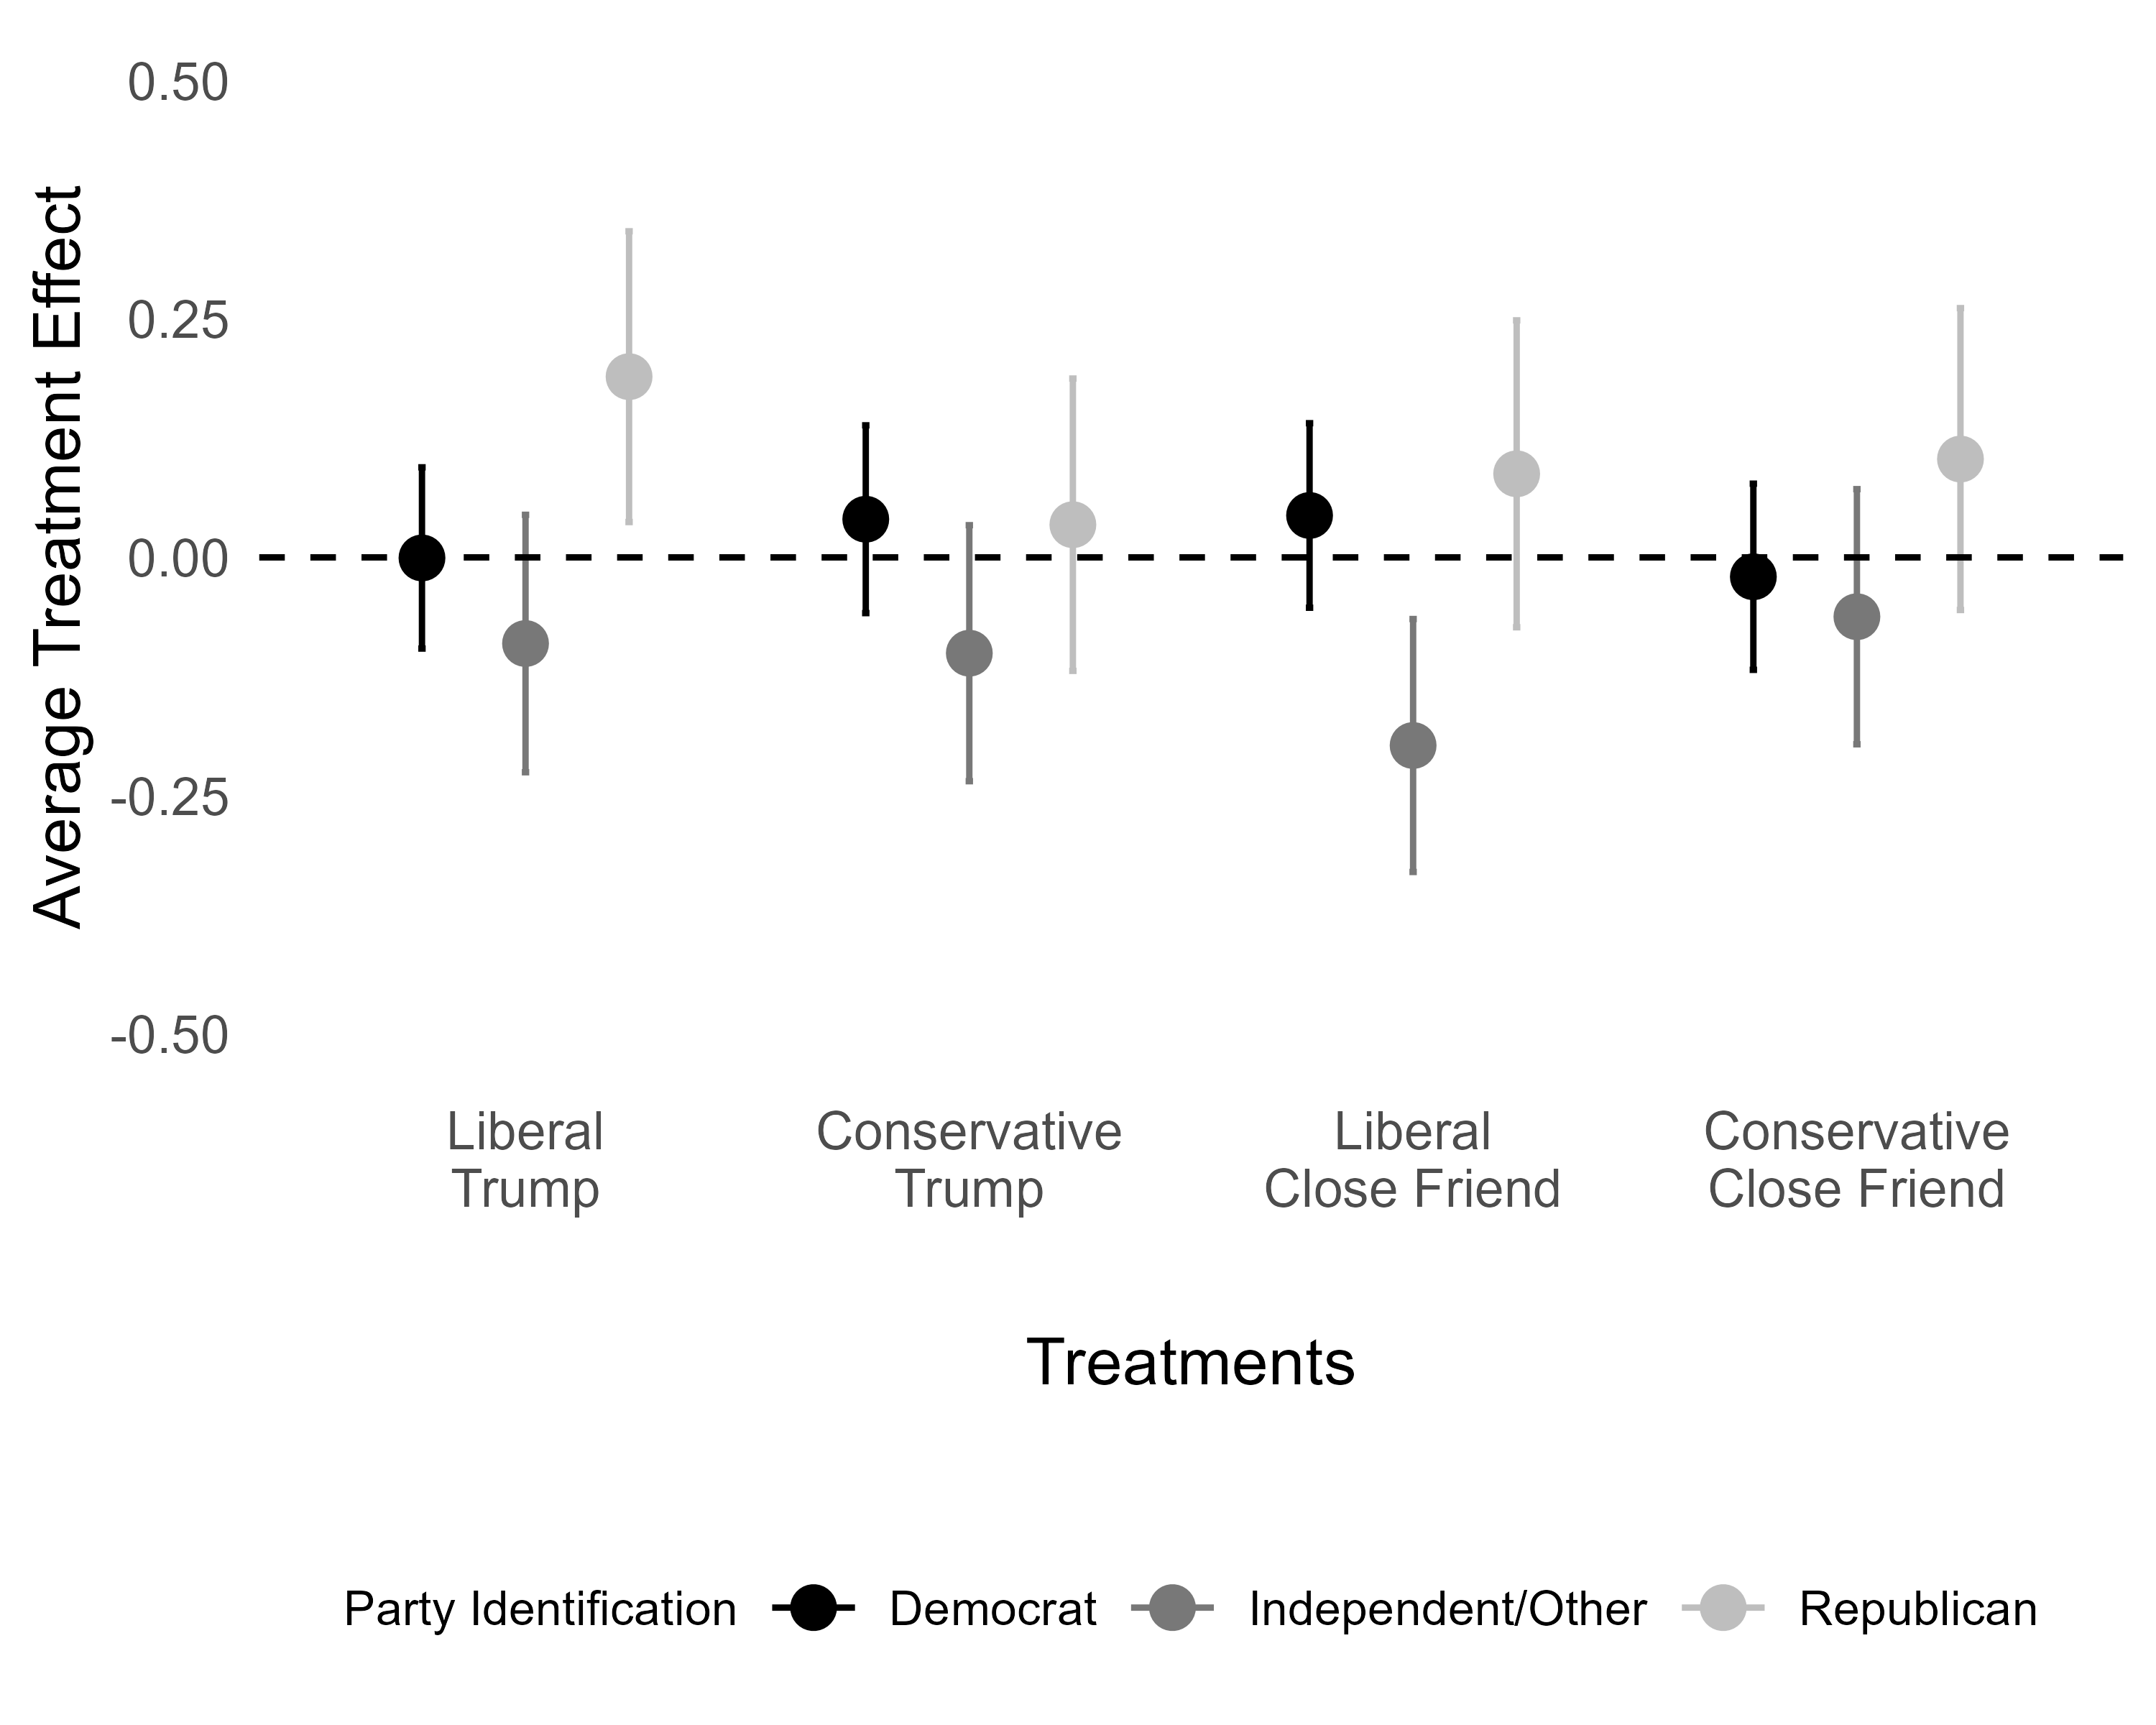 Average Treatment Effect
0.50
0.25
0.00
-0.25
-0.50
Liberal
Trump
Conservative
Trump
Liberal
Close Friend
Conservative
Close Friend
Treatments
Party Identification Democrat Independent/Other Republican